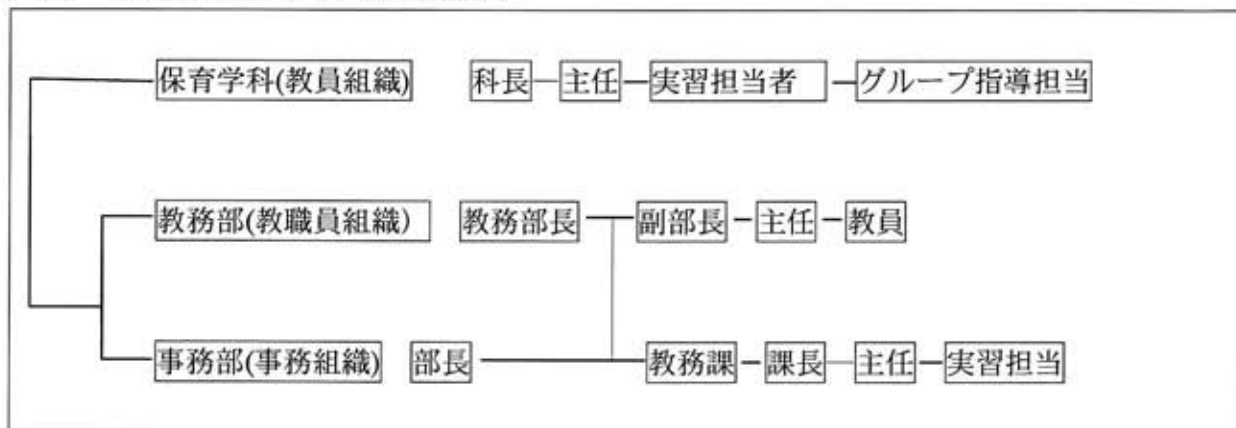 保育学科(教員組織) 科長 主任 実習担当者 グループ指導担当
教務部(教職員組織) 教務部長 副部長 主任 教員
事務部(事務組織) 部長 教務課 課長 主任 実習担当